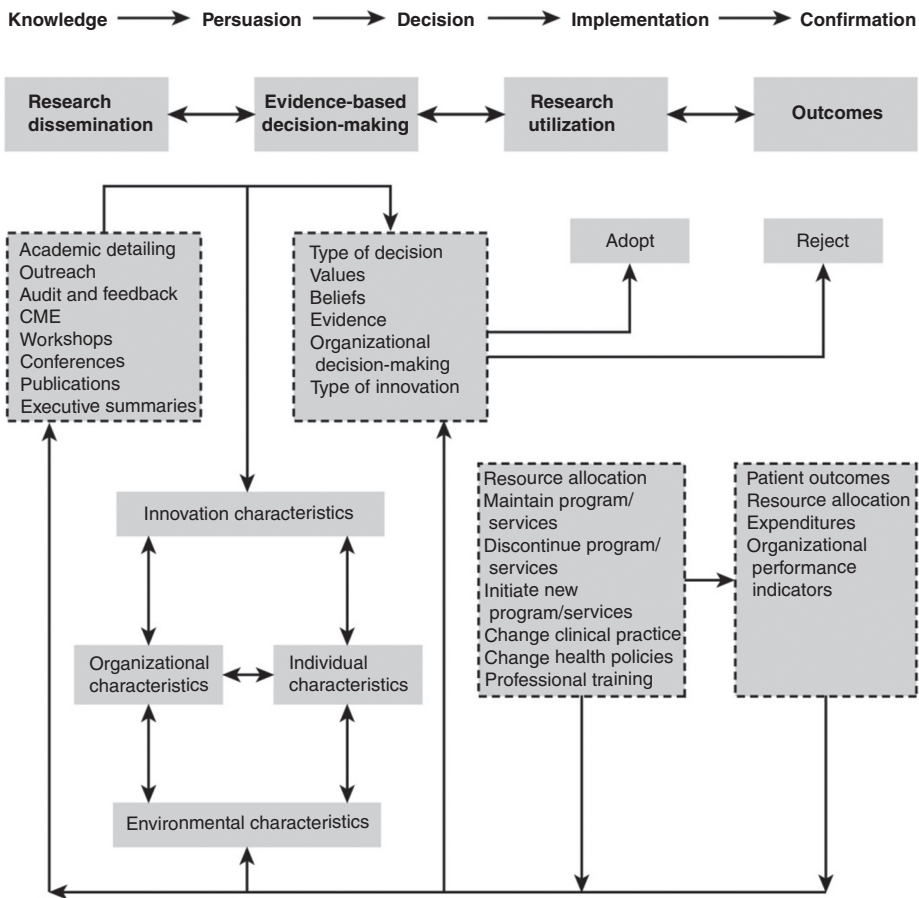 Knowledge Persuasion Decision Implementation Confirmation
Research
dissemination
Evidence-based
decision-making
Research
utilization
Outcomes
Academic detailing
Outreach
Audit and feedback
CME
Workshops
Conferences
Publications
Executive summaries
Type of decision
Values
Beliefs
Evidence
Organizational
decision-making
Type of innovation
Adopt
Reject
Innovation characteristics
Organizational
characteristics
Individual
characteristics
Environmental characteristics
Resource allocation
Maintain program/
services
Discontinue program/
services
Initiate new
program/services
Change clinical practice
Change health policies
Professional training
Patient outcomes
Resource allocation
Expenditures
Organizational
performance
indicators